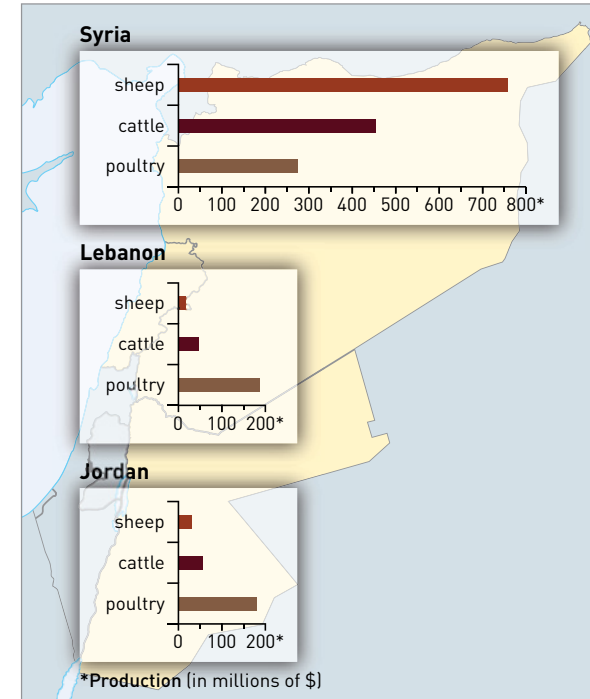 Syria
sheep
cattle
poultry
0 100 200 300 400 500 600 700 800*
Lebanon
sheep
cattle
poultry
0 100 200*
Jordan
sheep
cattle
poultry
0 100 200*
*Production (in millions of $)